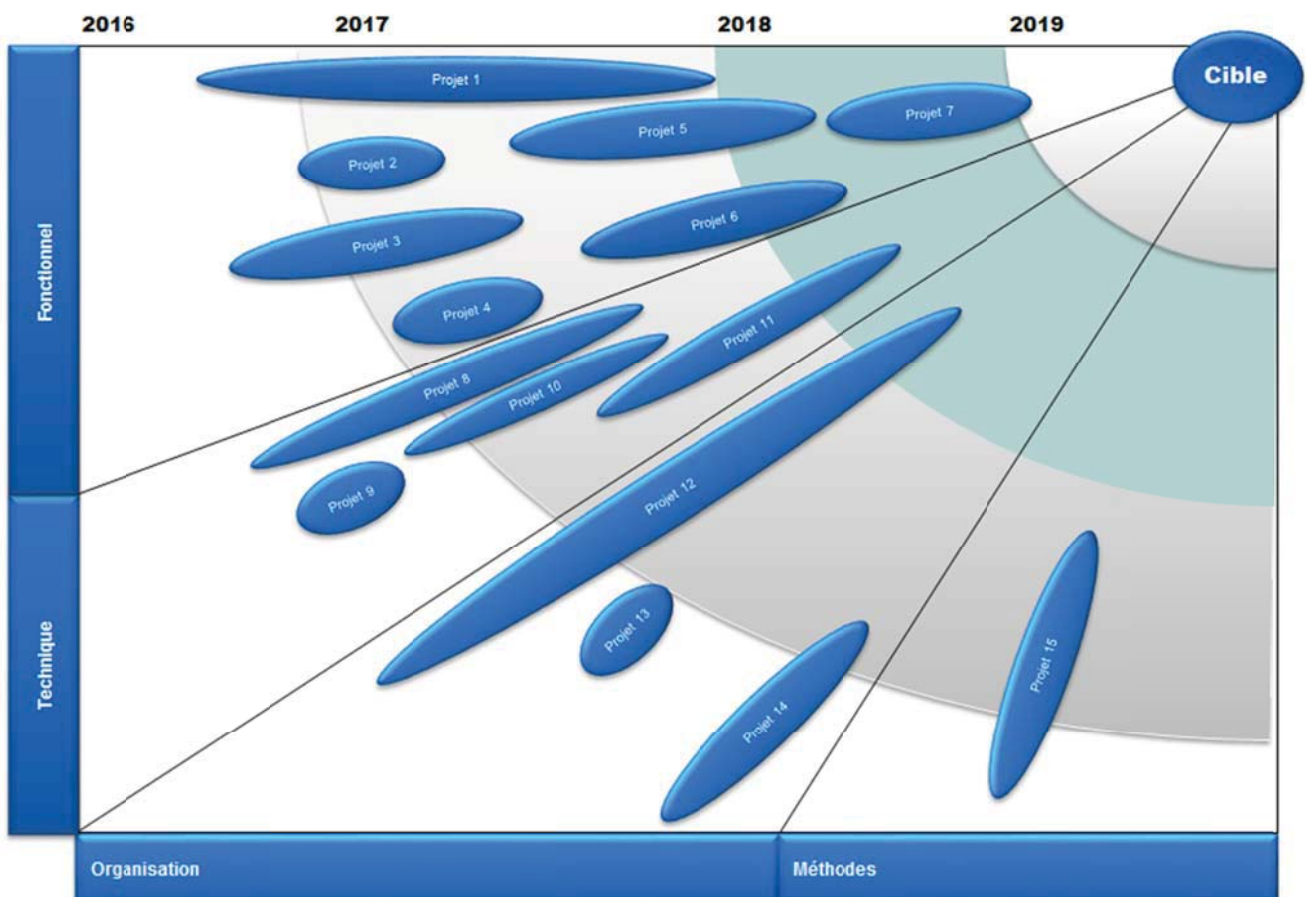 2016 2017 2018 2019
Cible
Projet 1
Projet 7
Projet 5
Projet 2
Projet 6
Projet 3
Fonctionnel
Projet 4
Projet 11
Projet 8
Projet 10
Projet 9
Projet 12
Projet 13
Technique
Projet 15
Projet 14
Organisation
Méthodes